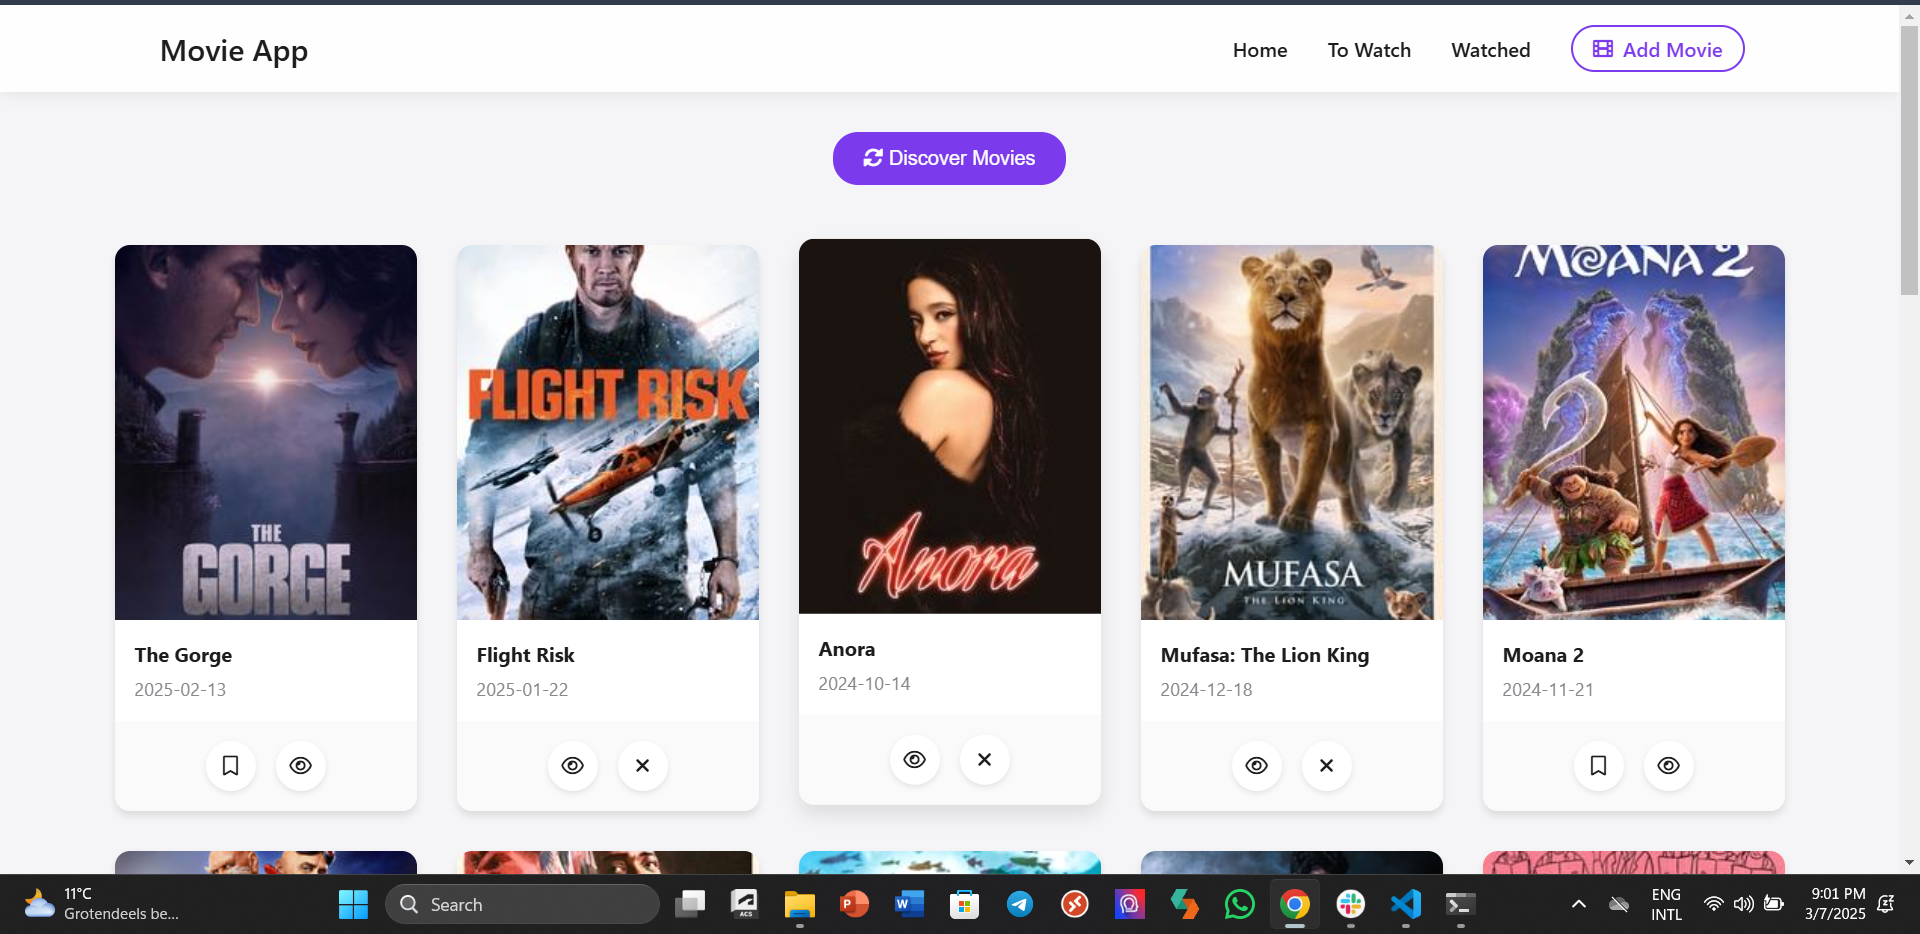 Movie App
Home
To Watch
Watched
Add Movie
Discover Movies
THE
GORGE
FLIGHT RISK
Anora
MUFASA
THE LION KING
MOANA 2
The Gorge
2025-02-13
Flight Risk
2025-01-22
Anora
2024-10-14
Mufasa: The Lion King
2024-12-18
Moana 2
2024-11-21
11°C
Grotendeels be...
Search
ACS
P
W
ENG
INTL
9:01 PM
3/7/2025